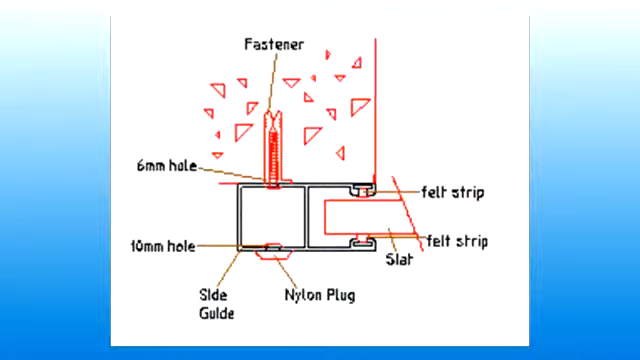 Fastener
6mm hole
felt strip
10mm hole
felt strip
Slat
Side
Guide
Nylon Plug